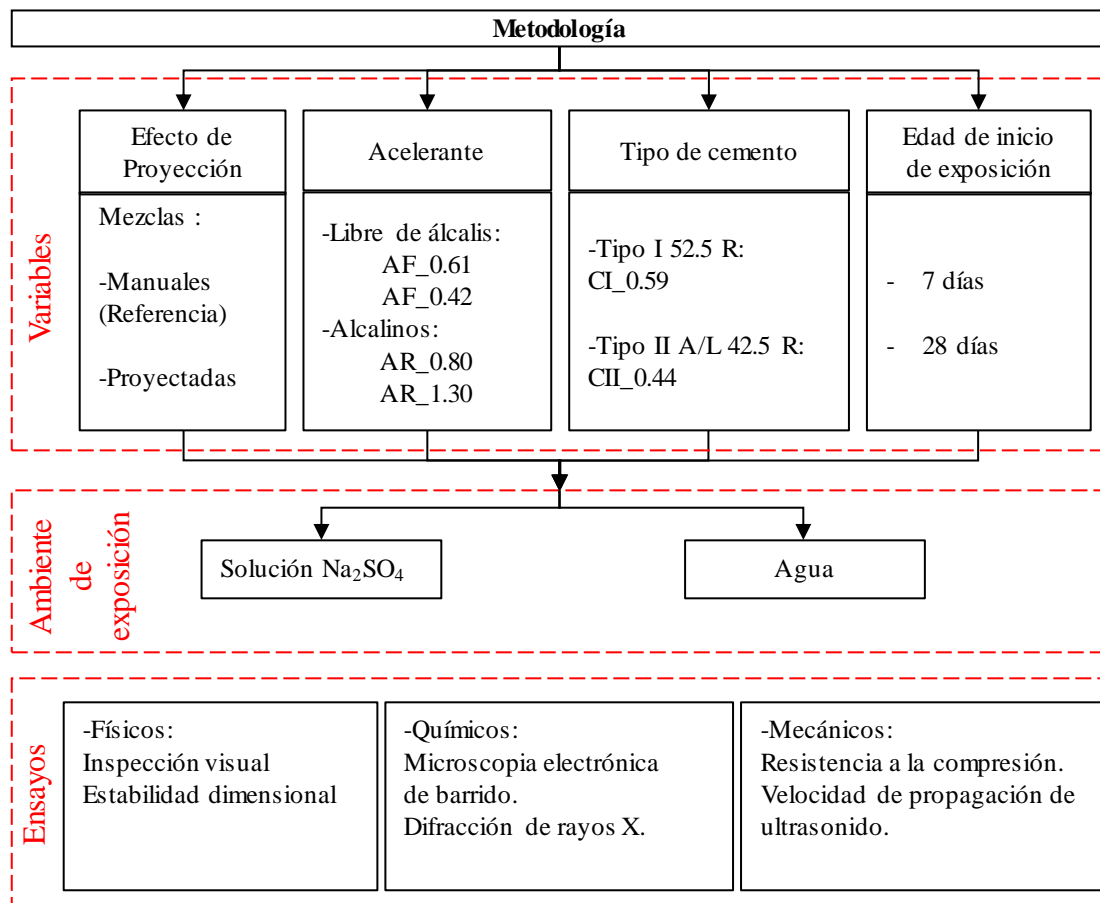 Metodología
Variables
Efecto de
Proyección
Mezclas :
-Manuales
(Referencia)
-Proyectadas
Acelerante
-Libre de álcalis:
AF_0.61
AF_0.42
-Alcalinos:
AR_0.80
AR_1.30
Tipo de cemento
-Tipo I 52.5 R:
CI_0.59
-Tipo II A/L 42.5 R:
CII_0.44
Edad de inicio
de exposición
- 7 días
- 28 días
Ambiente
de
exposición
Solución Na₂SO₄
Agua
Ensayos
-Físicos:
Inspección visual
Estabilidad dimensional
-Químicos:
Microscopia electrónica
de barrido.
Difracción de rayos X.
-Mecánicos:
Resistencia a la compresión.
Velocidad de propagación de
ultrasonido.